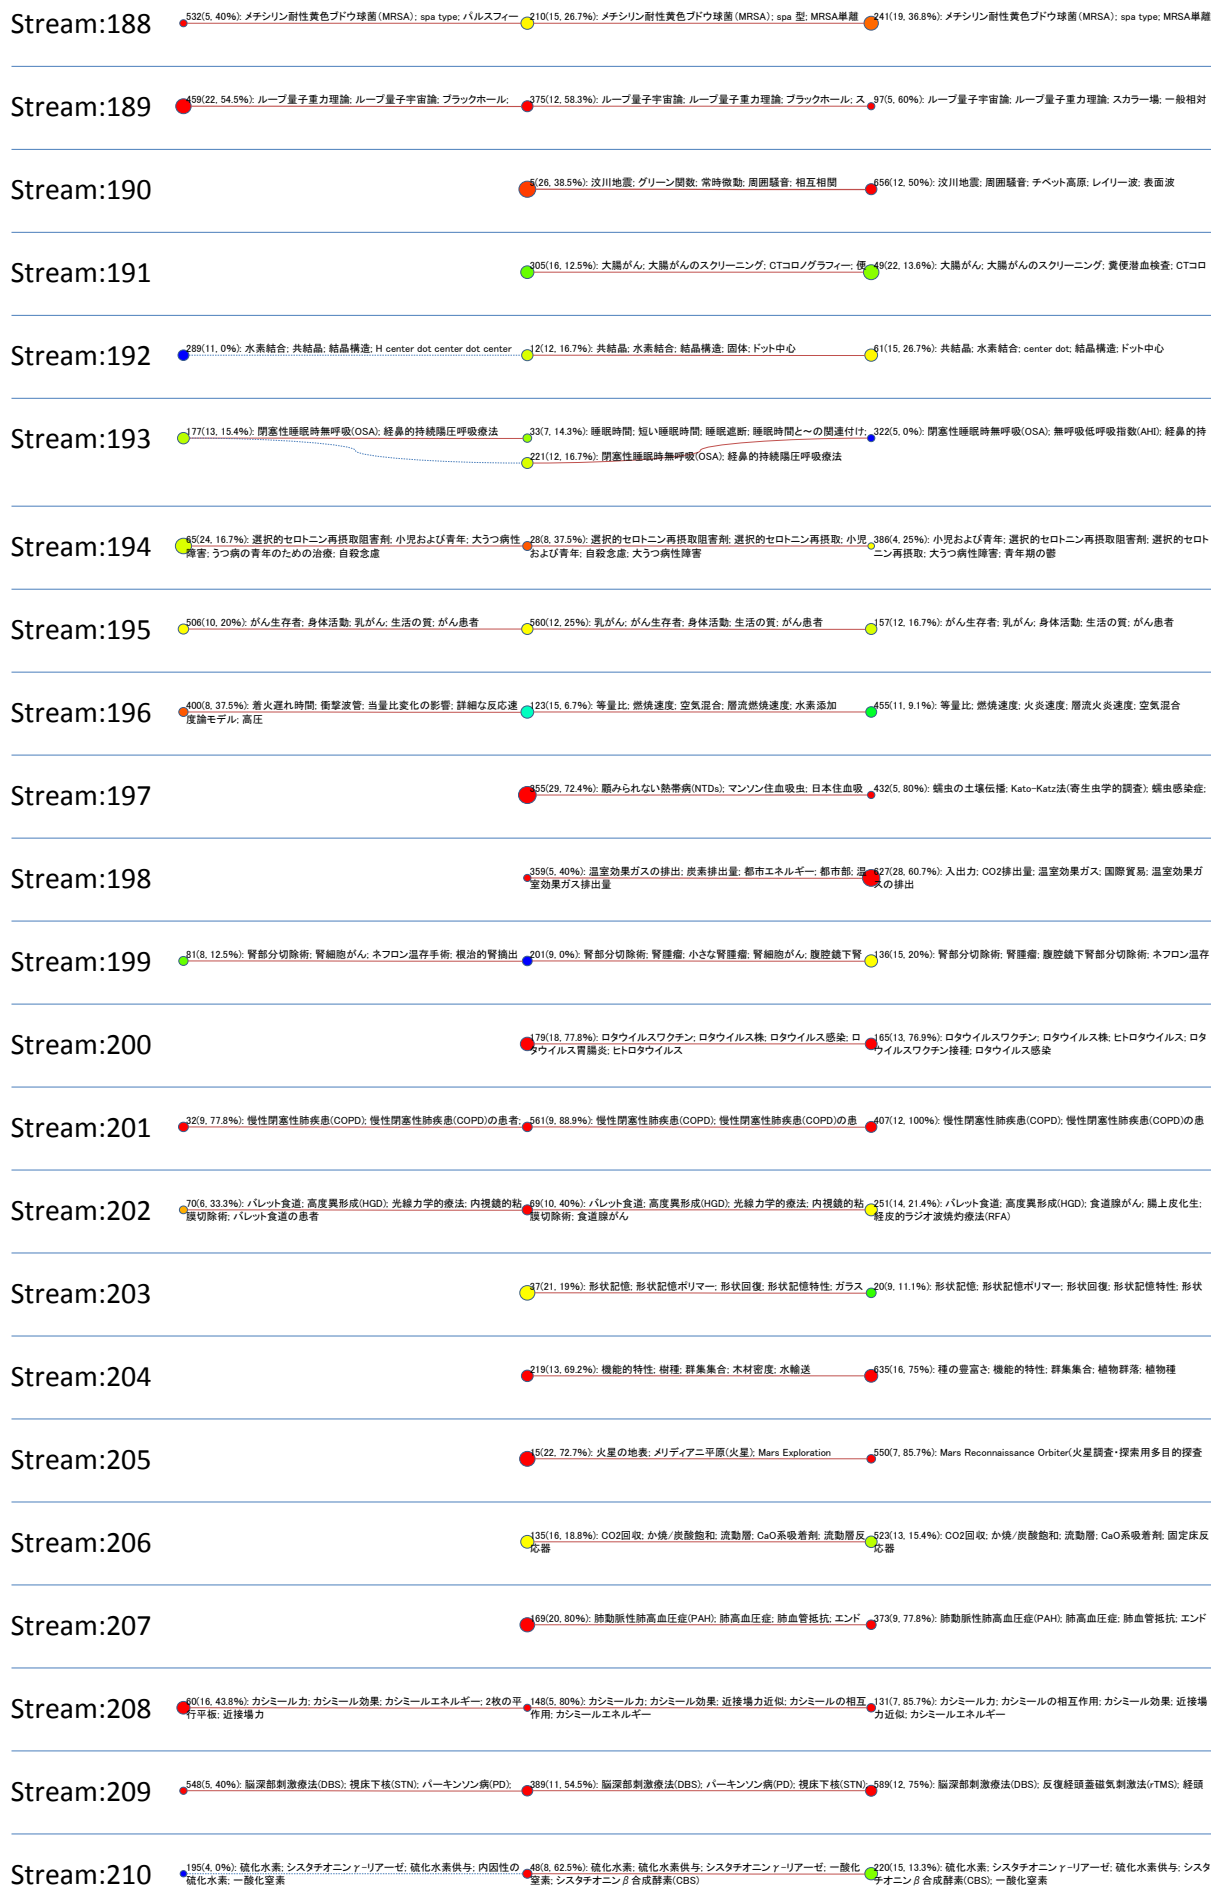 Stream:188
532(5, 40%): メチシリン耐性黄色ブドウ球菌(MRSA); spa type; パルスフィー
210(15, 26.7%): メチシリン耐性黄色ブドウ球菌(MRSA); spa 型; MRSA単離
241(19, 36.8%): メチシリン耐性黄色ブドウ球菌(MRSA); spa type; MRSA単離
Stream:189
459(22, 54.5%): ループ量子重力理論; ループ量子宇宙論; ブラックホール;
375(12, 58.3%): ループ量子宇宙論; ループ量子重力理論; ブラックホール; ス
97(5, 60%): ループ量子宇宙論; ループ量子重力理論; スカラー場; 一般相対
Stream:190
5(26, 38.5%): 汶川地震; グリーン関数; 常時微動; 周囲騒音; 相互相関
656(12, 50%): 汶川地震; 周囲騒音; チベット高原; レイリー波; 表面波
Stream:191
305(16, 12.5%): 大腸がん; 大腸がんのスクリーニング; CTコロノグラフィー; 便
49(22, 13.6%): 大腸がん; 大腸がんのスクリーニング; 糞便潜血検査; CTコロ
Stream:192
289(11, 0%): 水素結合; 共結晶; 結晶構造; H center dot center dot center
12(12, 16.7%): 共結晶; 水素結合; 結晶構造; 固体; ドット中心
61(15, 26.7%): 共結晶; 水素結合; center dot; 結晶構造; ドット中心
Stream:193
177(13, 15.4%): 閉塞性睡眠時無呼吸(OSA); 経鼻的持続陽圧呼吸療法
33(7, 14.3%): 睡眠時間; 短い睡眠時間; 睡眠遮断; 睡眠時間と~の関連付け;
322(5, 0%): 閉塞性睡眠時無呼吸(OSA); 無呼吸低呼吸指数(AHI); 経鼻的持
221(12, 16.7%): 閉塞性睡眠時無呼吸(OSA); 経鼻的持続陽圧呼吸療法
Stream:194
65(24, 16.7%): 選択的セロトニン再摂取阻害剤; 小児および青年; 大うつ病性
障害; うつ病の青年のための治療; 自殺念慮
28(8, 37.5%): 選択的セロトニン再摂取阻害剤; 選択的セロトニン再摂取; 小児
および青年; 自殺念慮; 大うつ病性障害
386(4, 25%): 小児および青年; 選択的セロトニン再摂取阻害剤; 選択的セロト
ニン再摂取; 大うつ病性障害; 青年期の鬱
Stream:195
506(10, 20%): がん生存者; 身体活動; 乳がん; 生活の質; がん患者
560(12, 25%): 乳がん; がん生存者; 身体活動; 生活の質; がん患者
157(12, 16.7%): がん生存者; 乳がん; 身体活動; 生活の質; がん患者
Stream:196
400(8, 37.5%): 着火遅れ時間; 衝撃波管; 当量比変化の影響; 詳細な反応速
度論モデル; 高圧
123(15, 6.7%): 等量比; 燃焼速度; 空気混合; 層流燃焼速度; 水素添加
455(11, 9.1%): 等量比; 燃焼速度; 火炎速度; 層流火炎速度; 空気混合
Stream:197
355(29, 72.4%): 顧みられない熱帯病(NTDs); マンソン住血吸虫; 日本住血吸
432(5, 80%): 蠕虫の土壌伝播; Kato-Katz法(寄生虫学的調査); 蠕虫感染症;
Stream:198
359(5, 40%): 温室効果ガスの排出; 炭素排出量; 都市エネルギー; 都市部; 温
室効果ガス排出量
627(28, 60.7%): 入出力; CO2排出量; 温室効果ガス; 国際貿易; 温室効果ガ
スの排出
Stream:199
81(8, 12.5%): 腎部分切除術; 腎細胞がん; ネフロン温存手術; 根治的腎摘出
201(9, 0%): 腎部分切除術; 腎腫瘤; 小さな腎腫瘤; 腎細胞がん; 腹腔鏡下腎
136(15, 20%): 腎部分切除術; 腎腫瘤; 腹腔鏡下腎部分切除術; ネフロン温存
Stream:200
179(18, 77.8%): ロタウイルスワクチン; ロタウイルス株; ロタウイルス感染; ロ
タウイルス胃腸炎; ヒトロタウイルス
165(13, 76.9%): ロタウイルスワクチン; ロタウイルス株; ヒトロタウイルス; ロタ
ウイルスワクチン接種; ロタウイルス感染
Stream:201
32(9, 77.8%): 慢性閉塞性肺疾患(COPD); 慢性閉塞性肺疾患(COPD)の患者;
561(9, 88.9%): 慢性閉塞性肺疾患(COPD); 慢性閉塞性肺疾患(COPD)の患
407(12, 100%): 慢性閉塞性肺疾患(COPD); 慢性閉塞性肺疾患(COPD)の患
Stream:202
70(6, 33.3%): バレット食道; 高度異形成(HGD); 光線力学的療法; 内視鏡的粘
膜切除術; バレット食道の患者
69(10, 40%): バレット食道; 高度異形成(HGD); 光線力学的療法; 内視鏡的粘
膜切除術; 食道腺がん
251(14, 21.4%): バレット食道; 高度異形成(HGD); 食道腺がん; 腸上皮化生;
経皮的ラジオ波焼灼療法(RFA)
Stream:203
37(21, 19%): 形状記憶; 形状記憶ポリマー; 形状回復; 形状記憶特性; ガラス
20(9, 11.1%): 形状記憶; 形状記憶ポリマー; 形状回復; 形状記憶特性; 形状
Stream:204
219(13, 69.2%): 機能的特性; 樹種; 群集集合; 木材密度; 水輸送
635(16, 75%): 種の豊富さ; 機能的特性; 群集集合; 植物群落; 植物種
Stream:205
15(22, 72.7%): 火星の地表; メリディアニ平原(火星); Mars Exploration
550(7, 85.7%): Mars Reconnaissance Orbiter(火星調査・探索用多目的探査
Stream:206
135(16, 18.8%): CO2回収; か焼/炭酸飽和; 流動層; CaO系吸着剤; 流動層反
応器
523(13, 15.4%): CO2回収; か焼/炭酸飽和; 流動層; CaO系吸着剤; 固定床反
応器
Stream:207
169(20, 80%): 肺動脈性肺高血圧症(PAH); 肺高血圧症; 肺血管抵抗; エンド
373(9, 77.8%): 肺動脈性肺高血圧症(PAH); 肺高血圧症; 肺血管抵抗; エンド
Stream:208
60(16, 43.8%): カシミール力; カシミール効果; カシミールエネルギー; 2枚の平
行平板; 近接場力
148(5, 80%): カシミール力; カシミール効果; 近接場力近似; カシミールの相互
作用; カシミールエネルギー
131(7, 85.7%): カシミール力; カシミールの相互作用; カシミール効果; 近接場
力近似; カシミールエネルギー
Stream:209
548(5, 40%): 脳深部刺激療法(DBS); 視床下核(STN); パーキンソン病(PD);
389(11, 54.5%): 脳深部刺激療法(DBS); パーキンソン病(PD); 視床下核(STN);
589(12, 75%): 脳深部刺激療法(DBS); 反復経頭蓋磁気刺激法(rTMS); 経頭
Stream:210
195(4, 0%): 硫化水素; シスタチオニンγ-リアーゼ; 硫化水素供与; 内因性の
硫化水素; 一酸化窒素
48(8, 62.5%): 硫化水素; 硫化水素供与; シスタチオニンγ-リアーゼ; 一酸化
窒素; シスタチオニンβ合成酵素(CBS)
220(15, 13.3%): 硫化水素; シスタチオニンγ-リアーゼ; 硫化水素供与; シスタ
チオニンβ合成酵素(CBS); 一酸化窒素